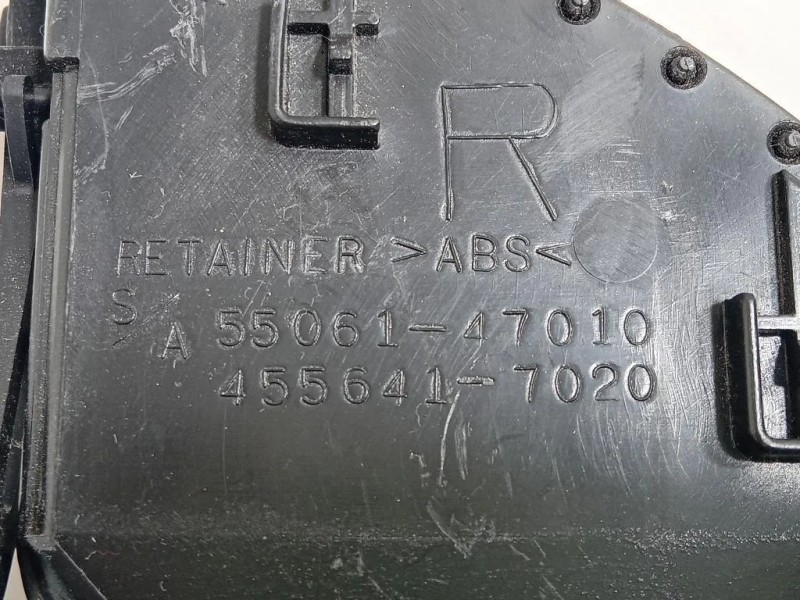 R
RETAINER >ABS<
S
A 55061-47010
455641-7020